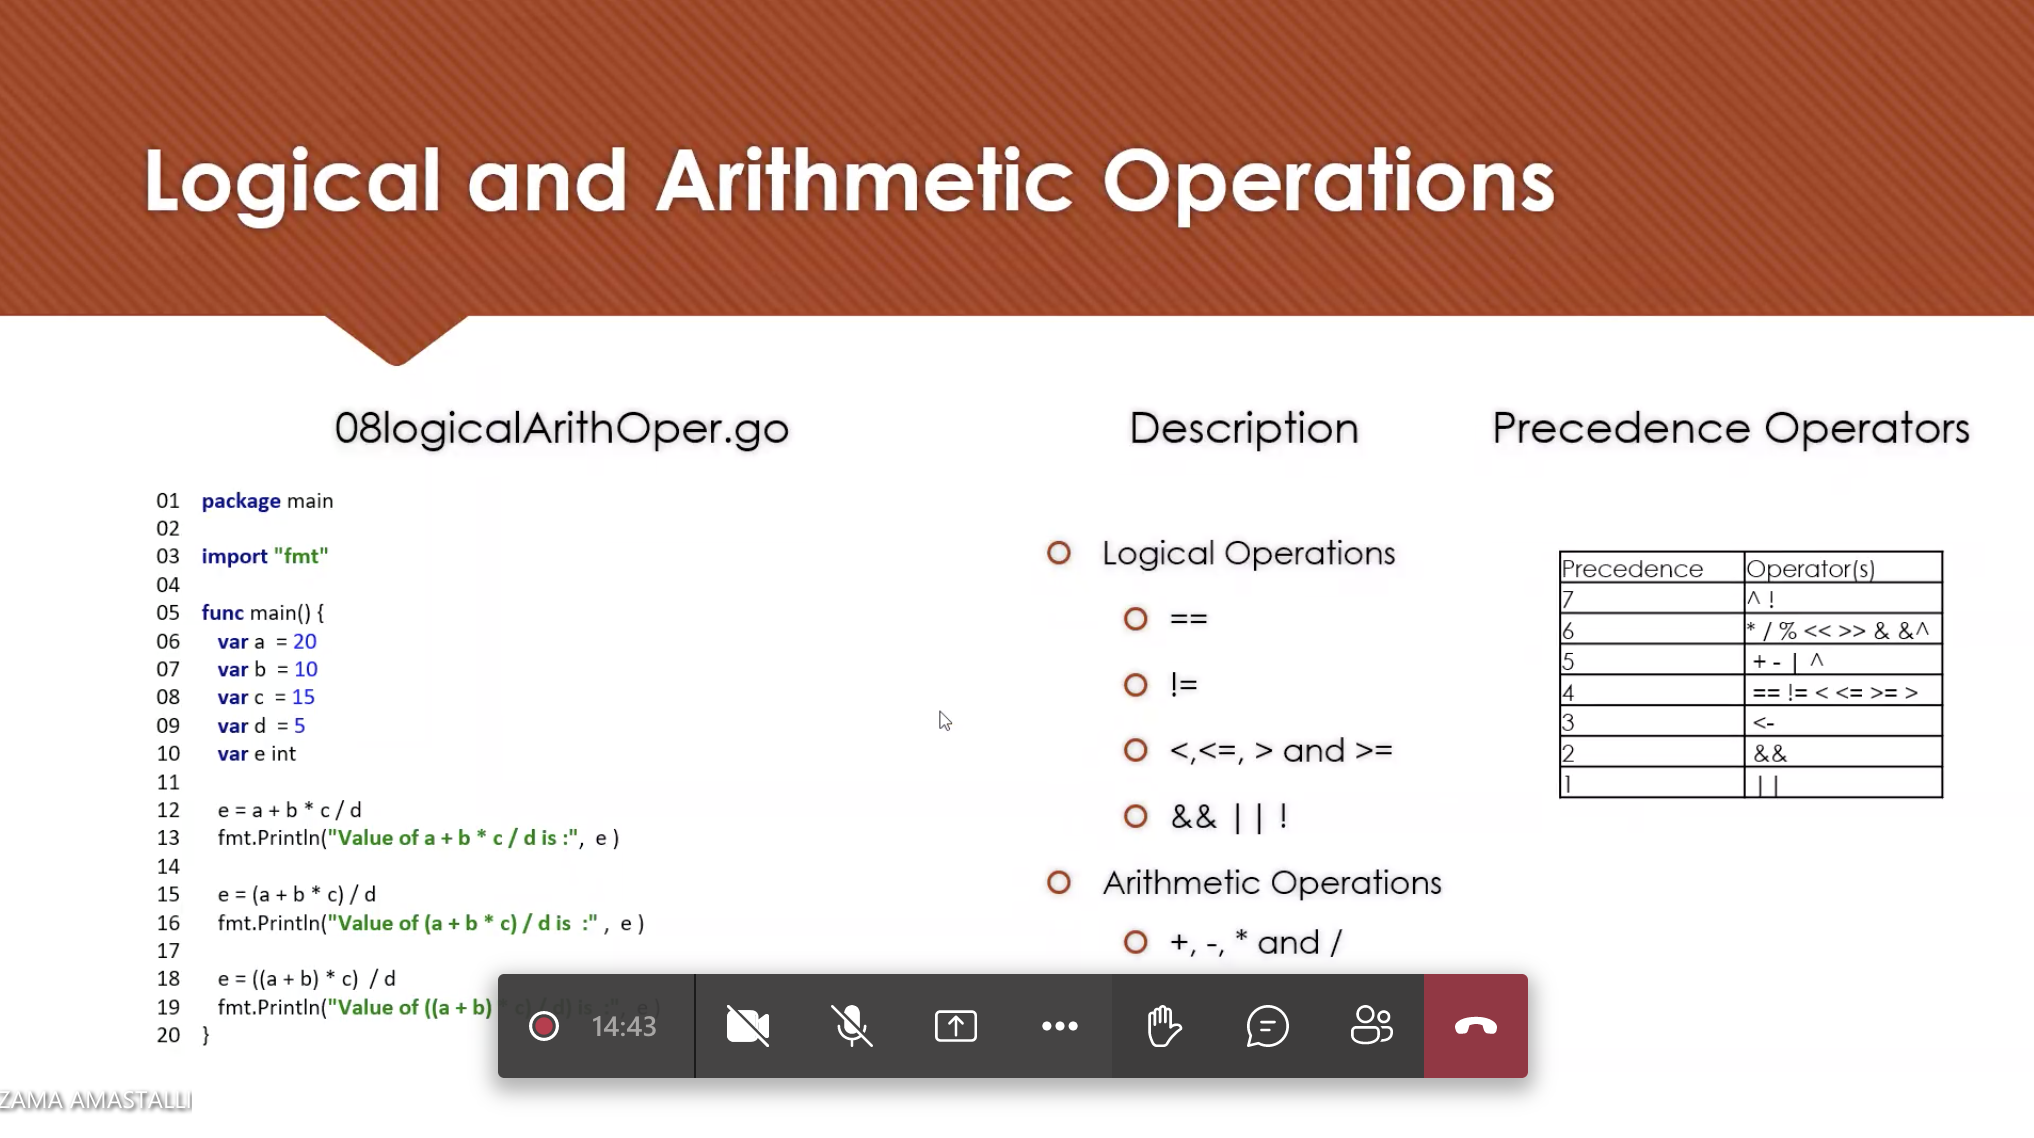 Logical and Arithmetic Operations
08logicalArithOper.go
01 package main
02
03 import "fmt"
04
05 func main() {
06 var a = 20
07 var b = 10
08 var c = 15
09 var d = 5
10 var e int
11
12 e = a + b * c / d
13 fmt.Println("Value of a + b * c / d is :", e )
14
15 e = (a + b * c) / d
16 fmt.Println("Value of (a + b * c) / d is :" , e )
17
18 e = ((a + b) * c) / d
19 fmt.Println("Value of ((a + b) * c) / d) is :", e )
20 }
Description
Logical Operations
==
!=
<,<=, > and >=
&& || !
Arithmetic Operations
+, -, * and /
Precedence Operators
Precedence Operator(s)
7 ^ !
6 * / % << >> & &^
5 + - | ^
4 == != < <= >= >
3 <-
2 &&
1 ||
14:43
ZAMA AMASTALLI